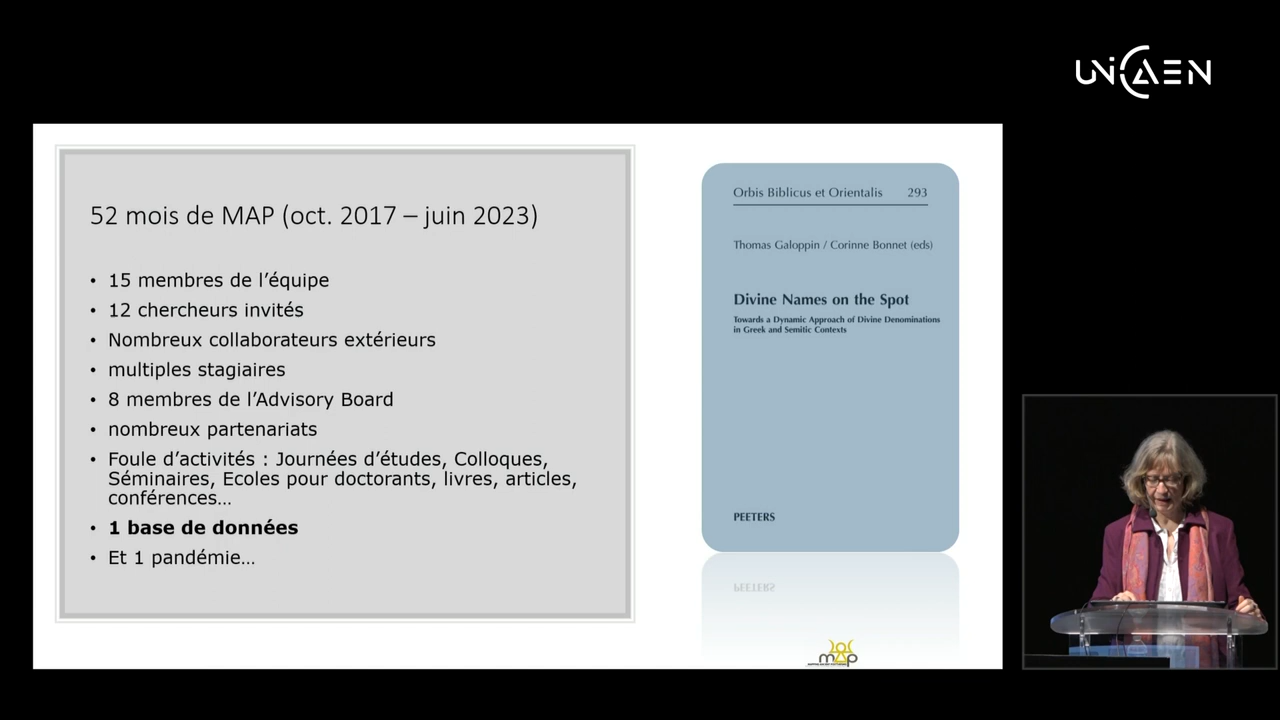 UNICAEN
52 mois de MAP (oct. 2017 – juin 2023)
• 15 membres de l’équipe
• 12 chercheurs invités
• Nombreux collaborateurs extérieurs
• multiples stagiaires
• 8 membres de l’Advisory Board
• nombreux partenariats
• Foule d’activités : Journées d’études, Colloques,
Séminaires, Ecoles pour doctorants, livres, articles,
conférences…
• 1 base de données
• Et 1 pandémie…
Orbis Biblicus et Orientalis 293
Thomas Galoppin / Corinne Bonnet (eds)
Divine Names on the Spot
Towards a Dynamic Approach of Divine Denominations
in Greek and Semitic Contexts
PEETERS
PEETERS
map